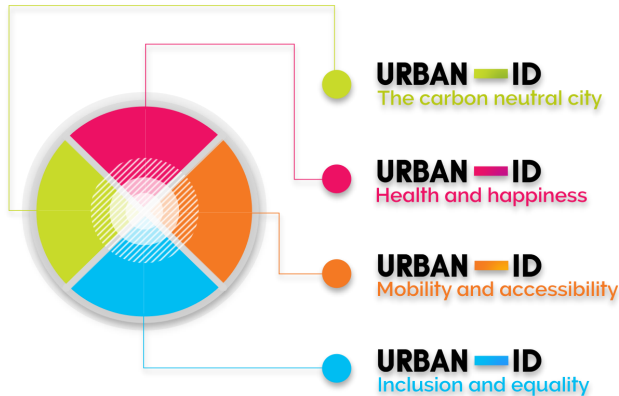 URBAN—ID
The carbon neutral city
URBAN—ID
Health and happiness
URBAN—ID
Mobility and accessibility
URBAN—ID
Inclusion and equality